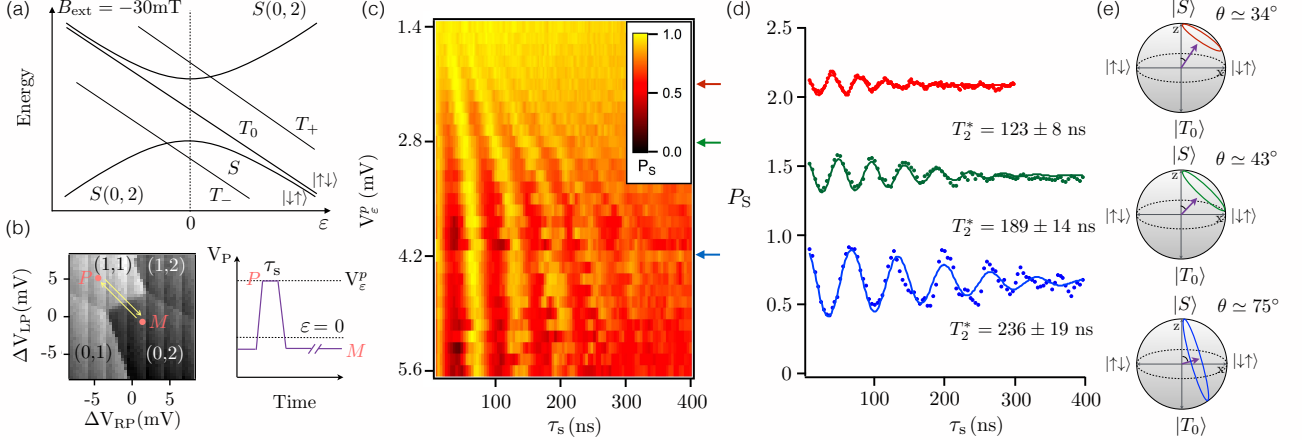 (a)
B_ext = −30mT
S(0, 2)
Energy
T_0
T_+
S
S(0, 2)
T_−
|↑↓⟩
|↓↑⟩
0
ε
(b)
ΔV_LP (mV)
5
0
-5
(1,1)
(1,2)
P
M
(0,1)
(0,2)
-5
0
5
ΔV_RP(mV)
V_P
τ_s
P
V_ε^p
ε = 0
M
Time
(c)
1.4
2.8
4.2
5.6
V_ε^p (mV)
1.0
0.5
0.0
P_S
100
200
300
400
τ_s (ns)
(d)
2.5
2.0
1.5
1.0
0.5
0
P_S
T_2^* = 123 ± 8 ns
T_2^* = 189 ± 14 ns
T_2^* = 236 ± 19 ns
100
200
300
400
τ_s (ns)
(e)
|S⟩
θ ≃ 34°
z
|↑↓⟩
x
|↓↑⟩
|T_0⟩
|S⟩
θ ≃ 43°
z
|↑↓⟩
x
|↓↑⟩
|T_0⟩
|S⟩
θ ≃ 75°
z
|↑↓⟩
x
|↓↑⟩
|T_0⟩